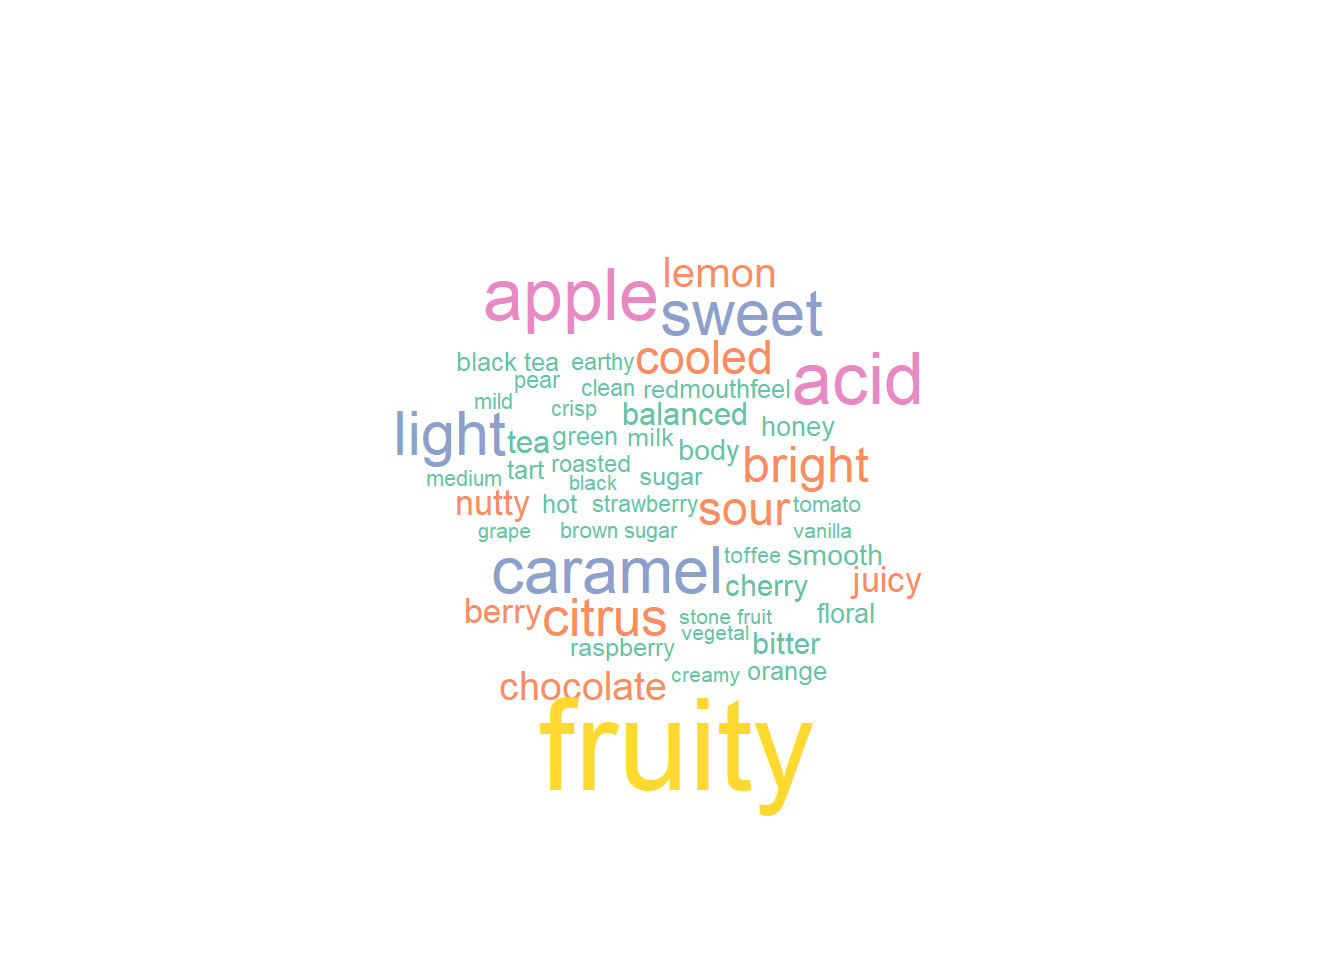 lemon
apple
sweet
cooled
black tea
earthy
acid
pear
clean
redmouthfeel
mild
crisp
balanced
light
tea
green
milk
honey
body
bright
medium
tart
roasted
black
sugar
nutty
hot
strawberry
sour
tomato
grape
brown sugar
vanilla
caramel
toffee
smooth
cherry
juicy
berry
citrus
stone fruit
floral
vegetal
raspberry
bitter
chocolate
creamy
orange
fruity